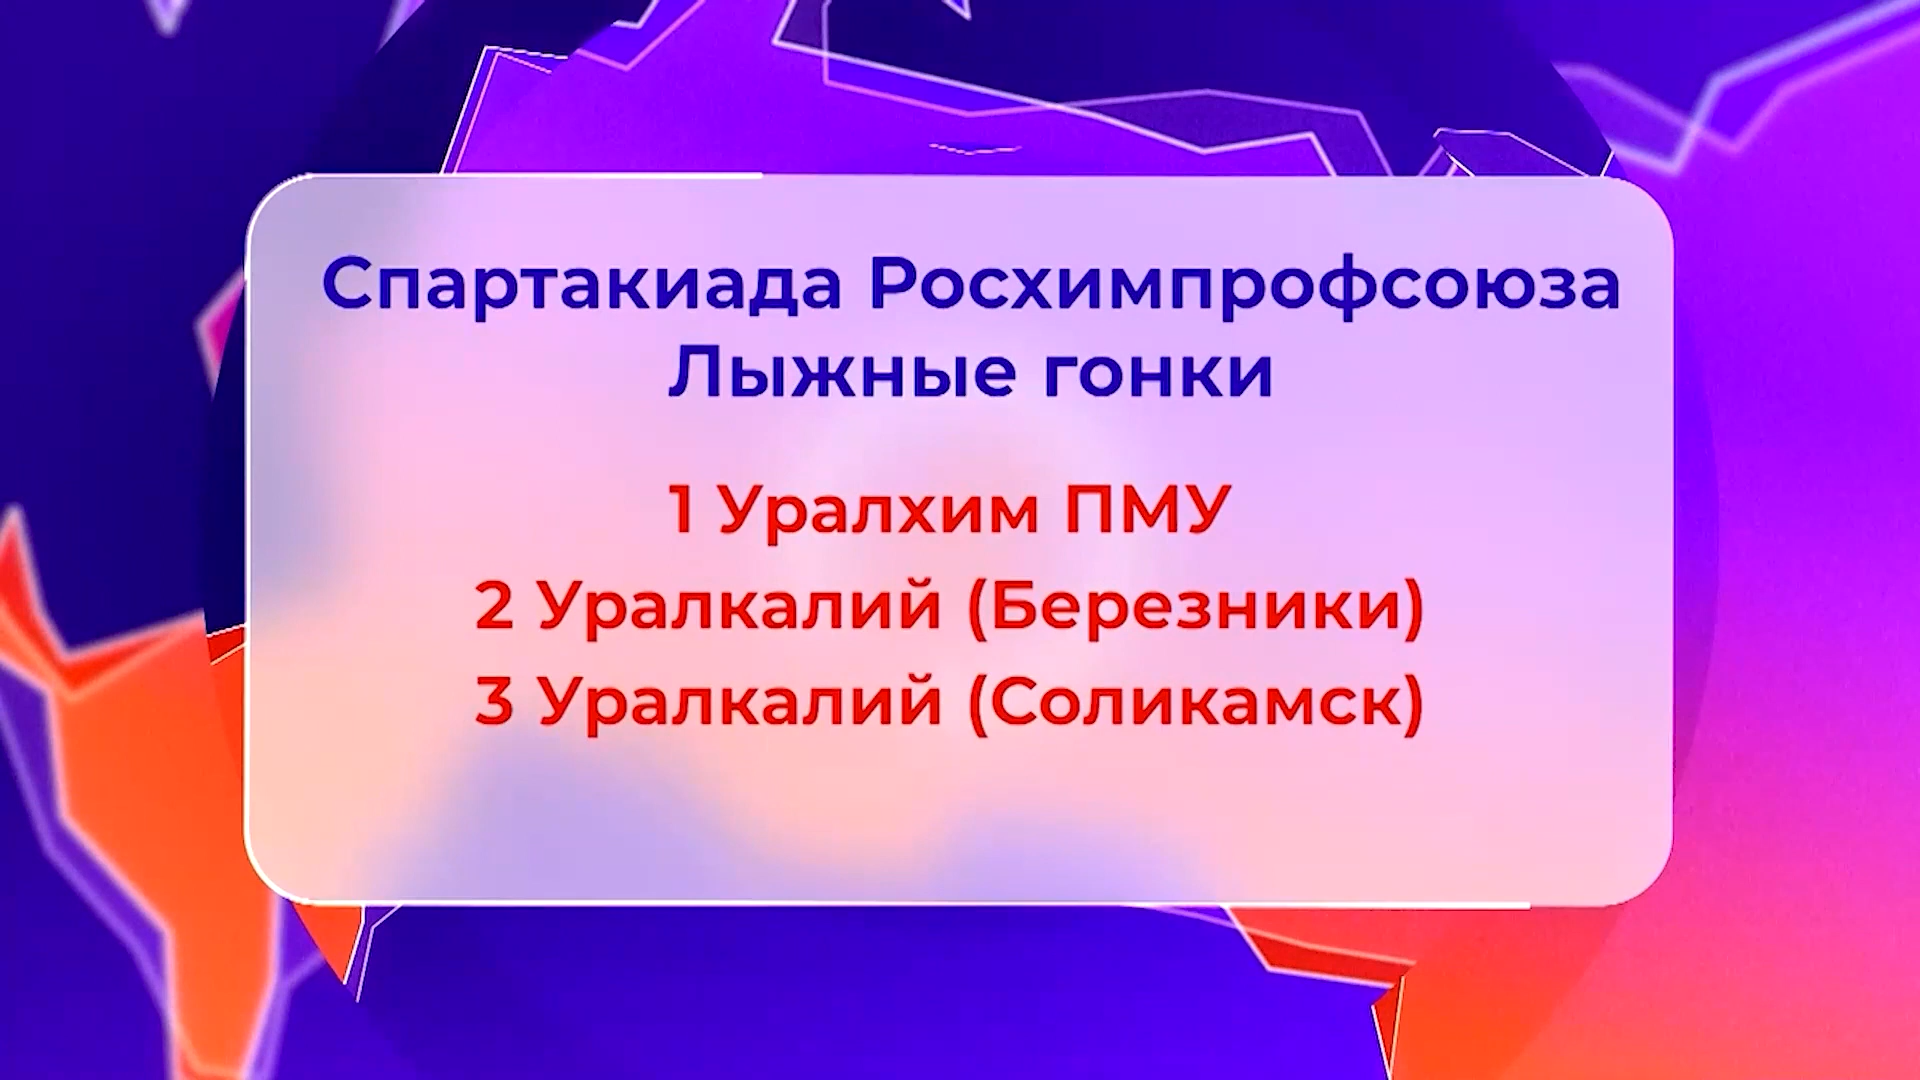 Спартакиада Росхимпрофсоюза
Лыжные гонки
1 Уралхим ПМУ
2 Уралкалий (Березники)
3 Уралкалий (Соликамск)